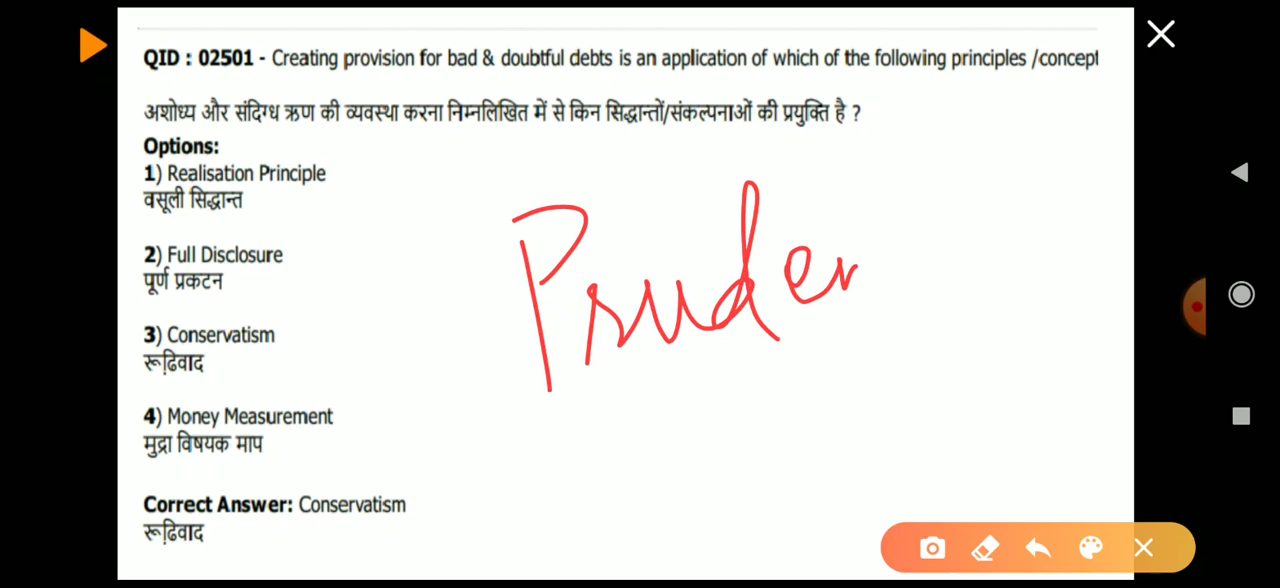 QID : 02501 - Creating provision for bad & doubtful debts is an application of which of the following principles /concept
अशोध्य और संदिग्ध ऋण की व्यवस्था करना निम्नलिखित में से किन सिद्धान्तों/संकल्पनाओं की प्रयुक्ति है ?
Options:
1) Realisation Principle
वसूली सिद्धान्त
2) Full Disclosure
पूर्ण प्रकटन
3) Conservatism
रूढ़िवाद
4) Money Measurement
मुद्रा विषयक माप
Pruden
Correct Answer: Conservatism
रूढ़िवाद